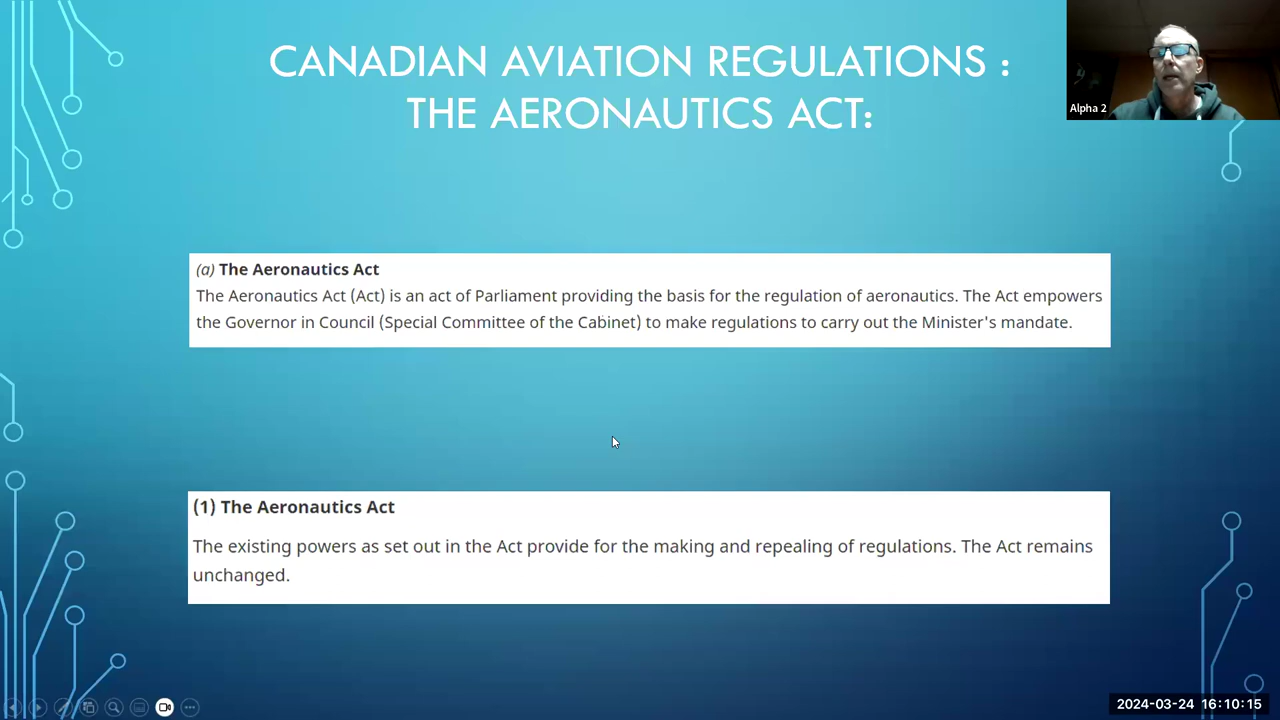 CANADIAN AVIATION REGULATIONS :
THE AERONAUTICS ACT:
Alpha 2
(a) The Aeronautics Act
The Aeronautics Act (Act) is an act of Parliament providing the basis for the regulation of aeronautics. The Act empowers
the Governor in Council (Special Committee of the Cabinet) to make regulations to carry out the Minister's mandate.
(1) The Aeronautics Act
The existing powers as set out in the Act provide for the making and repealing of regulations. The Act remains
unchanged.
2024-03-24 16:10:15